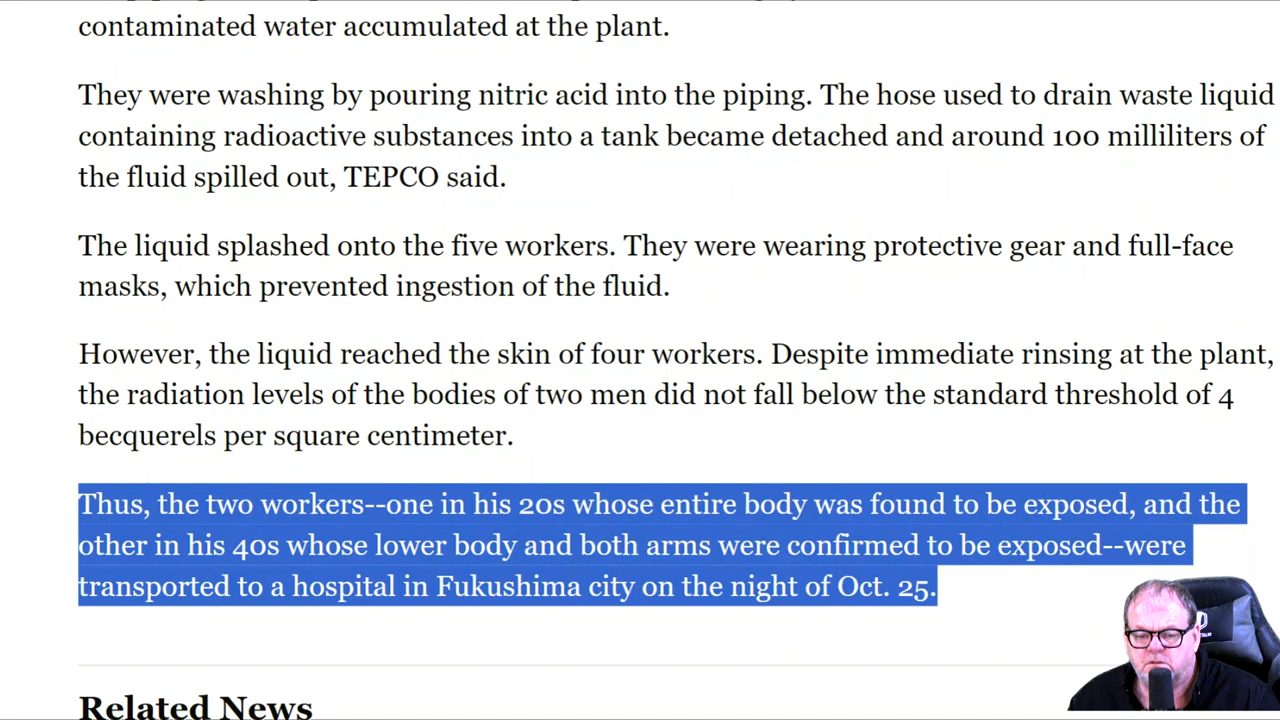 contaminated water accumulated at the plant.
They were washing by pouring nitric acid into the piping. The hose used to drain waste liquid
containing radioactive substances into a tank became detached and around 100 milliliters of
the fluid spilled out, TEPCO said.
The liquid splashed onto the five workers. They were wearing protective gear and full-face
masks, which prevented ingestion of the fluid.
However, the liquid reached the skin of four workers. Despite immediate rinsing at the plant,
the radiation levels of the bodies of two men did not fall below the standard threshold of 4
becquerels per square centimeter.
Thus, the two workers--one in his 20s whose entire body was found to be exposed, and the
other in his 40s whose lower body and both arms were confirmed to be exposed--were
transported to a hospital in Fukushima city on the night of Oct. 25.
Related News